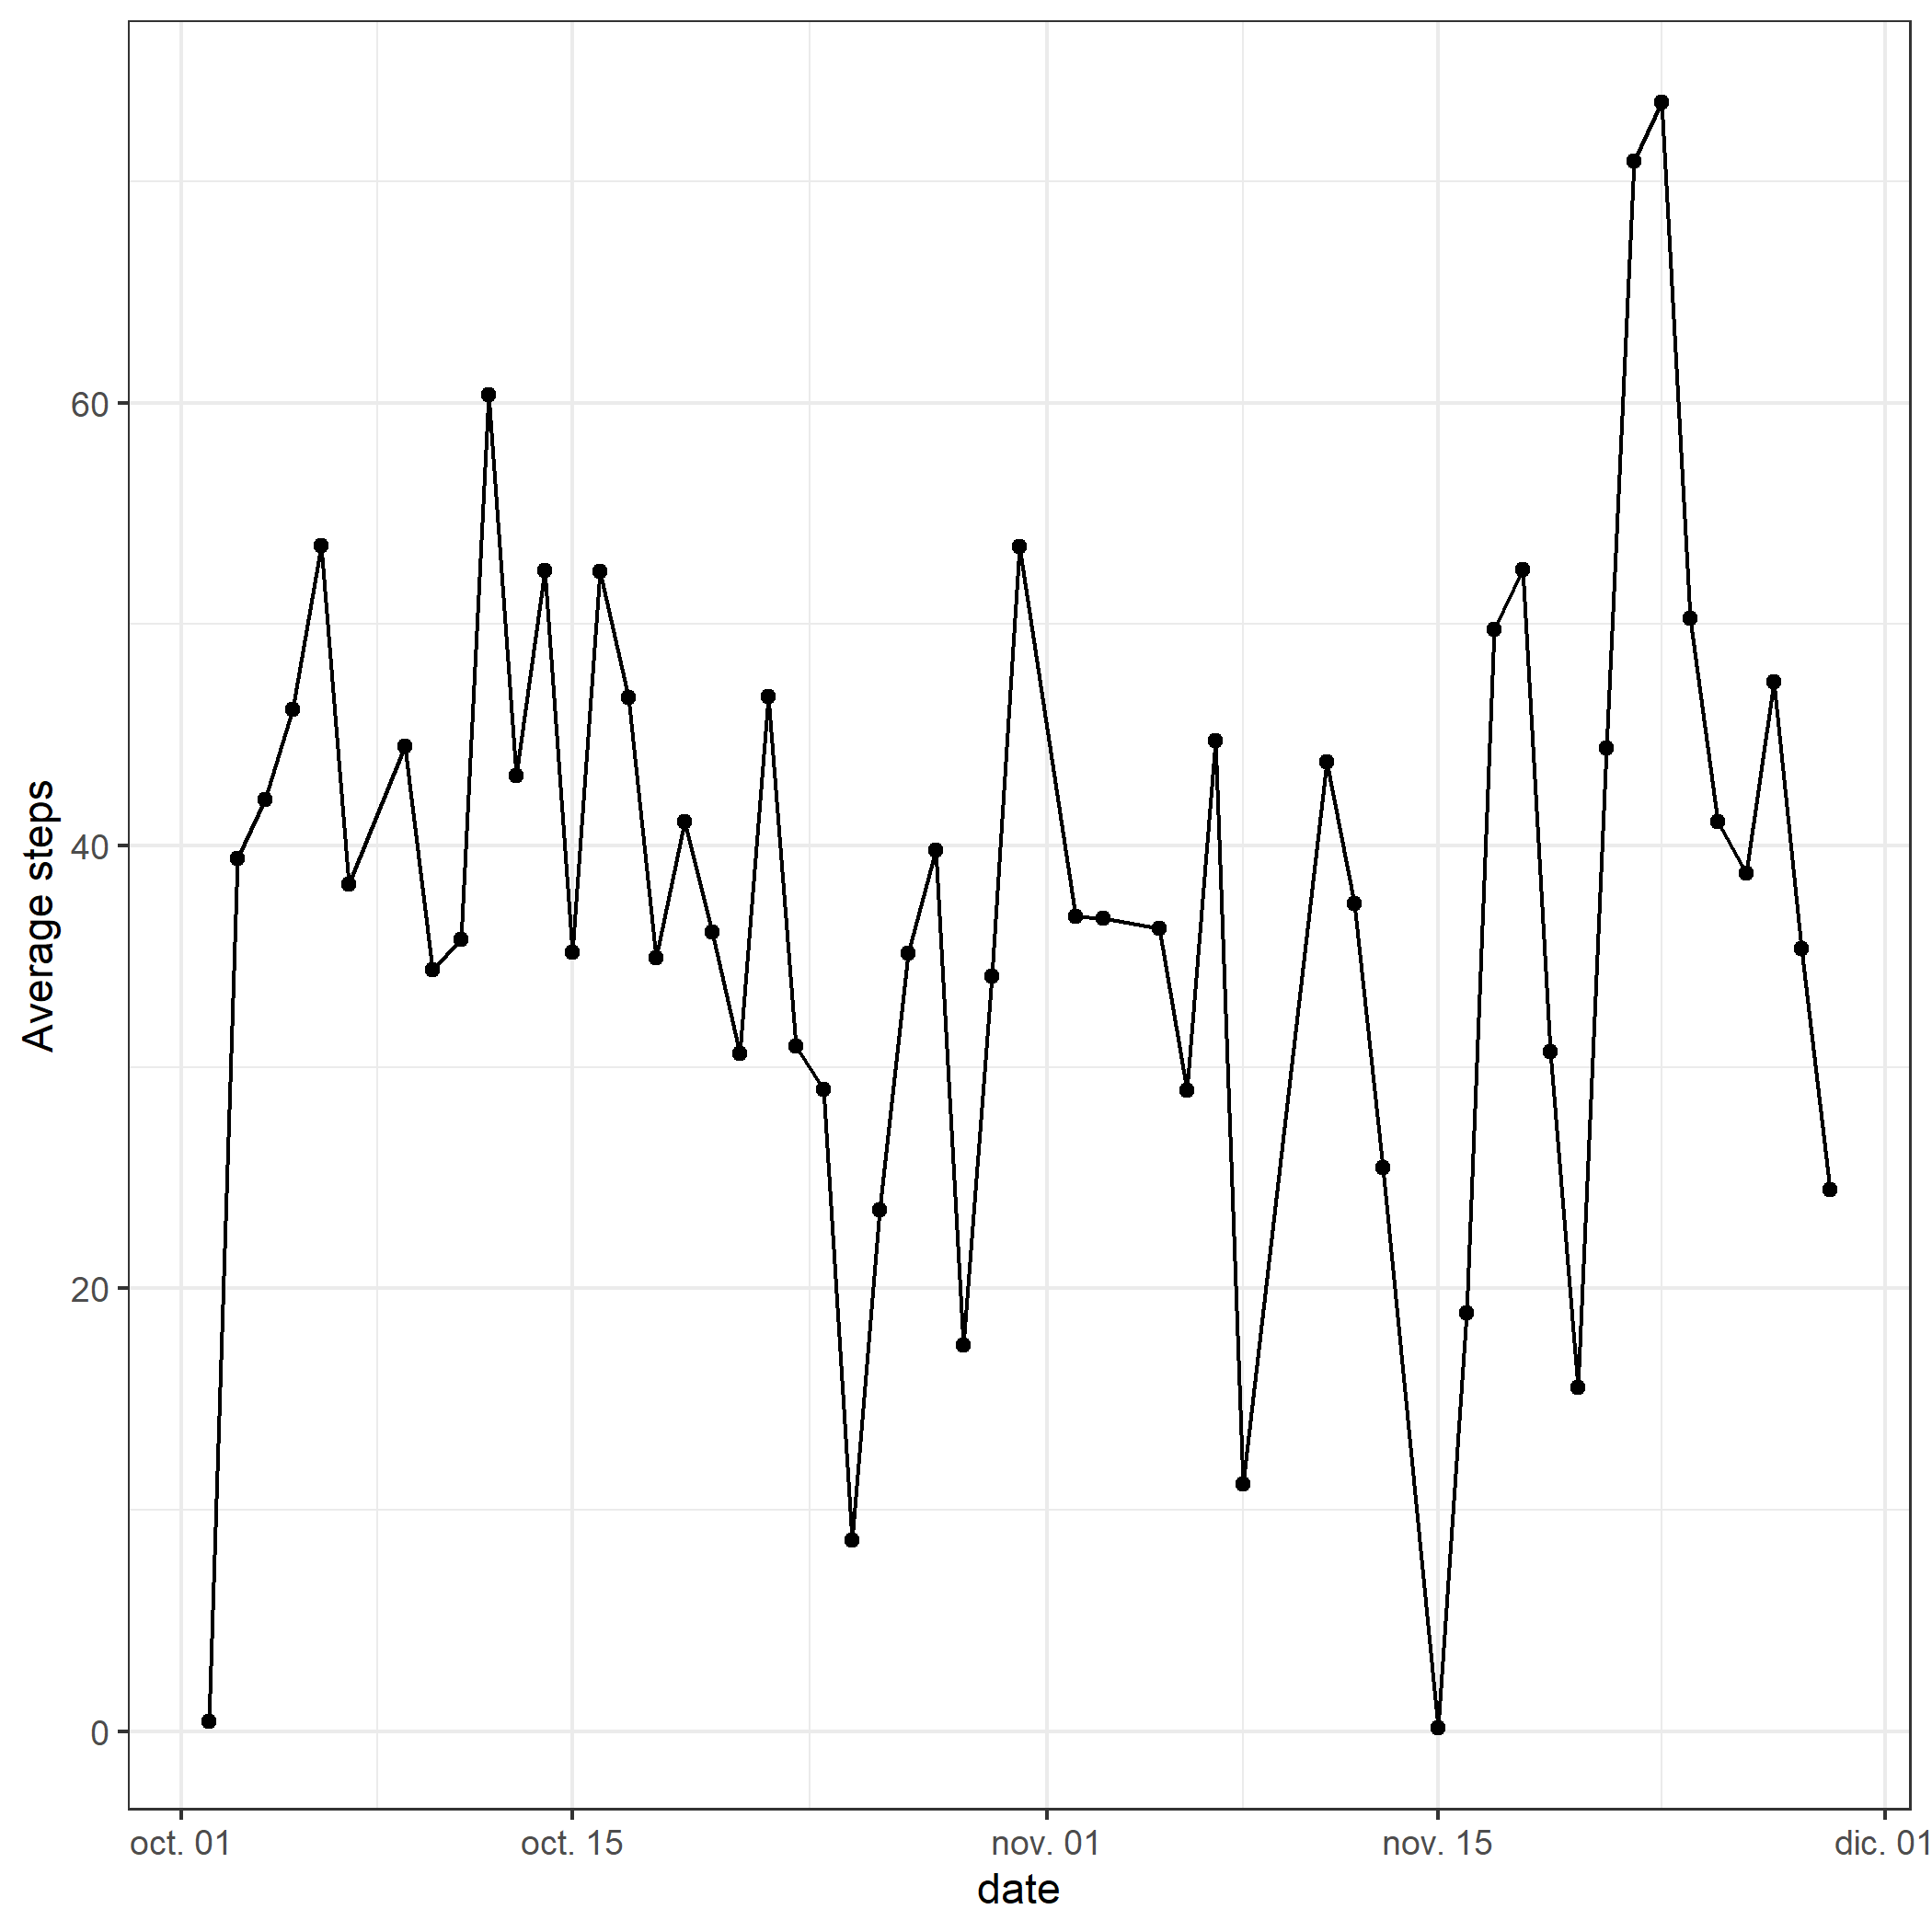 Average steps
60
40
20
0
oct. 01
oct. 15
nov. 01
nov. 15
dic. 01
date